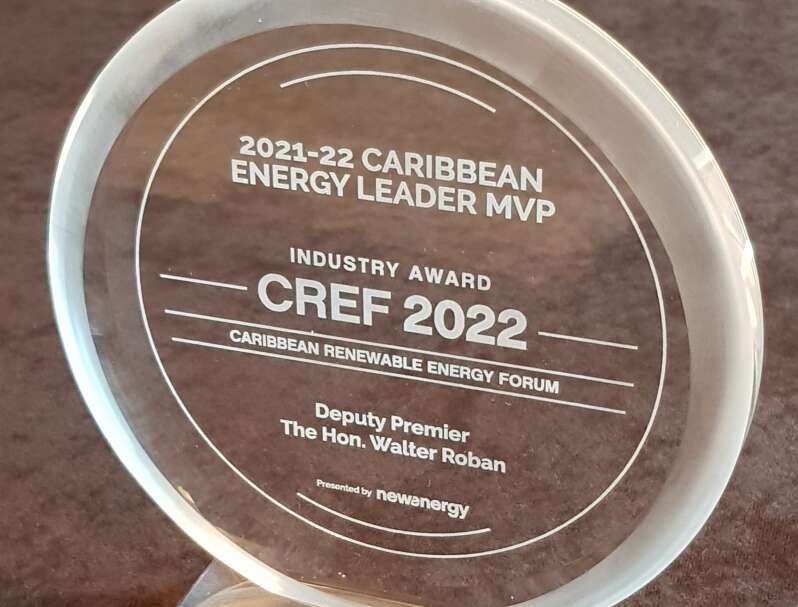 2021-22 CARIBBEAN
ENERGY LEADER MVP
INDUSTRY AWARD
CREF 2022
CARIBBEAN RENEWABLE ENERGY FORUM
Deputy Premier
The Hon. Walter Roban
Presented by newanergy